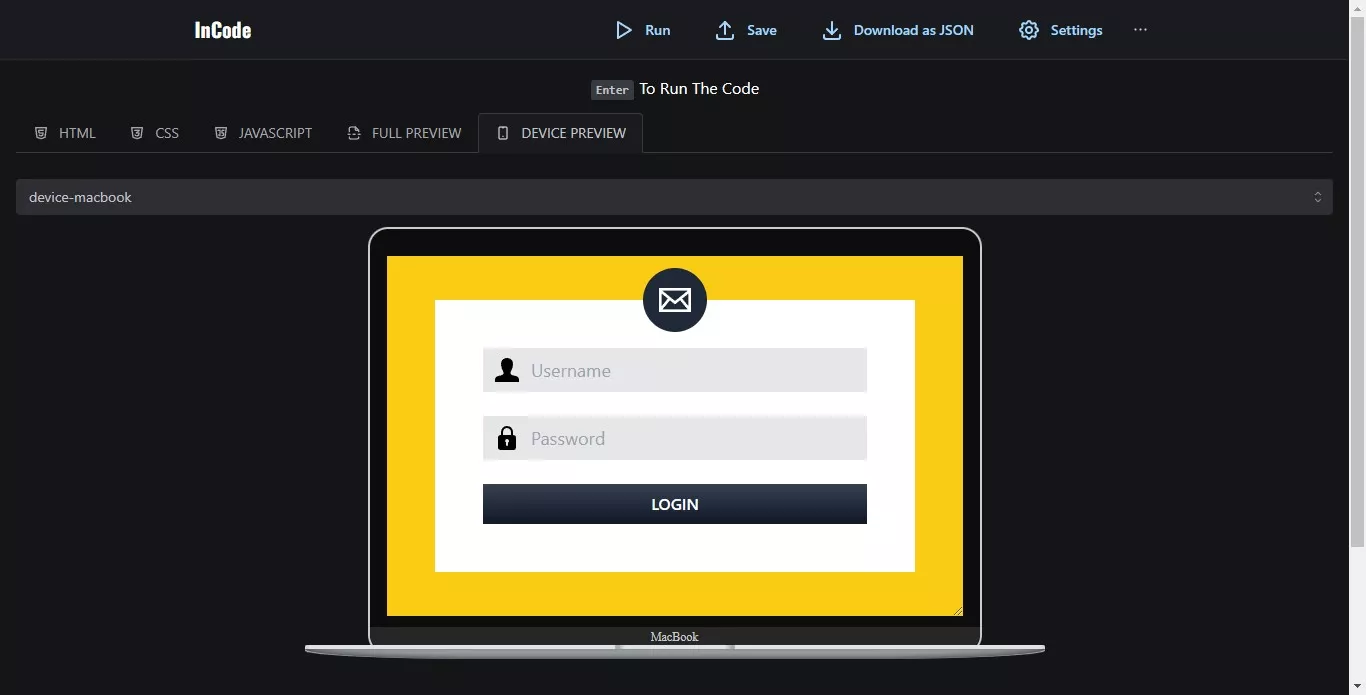 InCode
Run Save Download as JSON Settings ...
Enter To Run The Code
HTML CSS JAVASCRIPT FULL PREVIEW DEVICE PREVIEW
device-macbook
Username
Password
LOGIN
MacBook